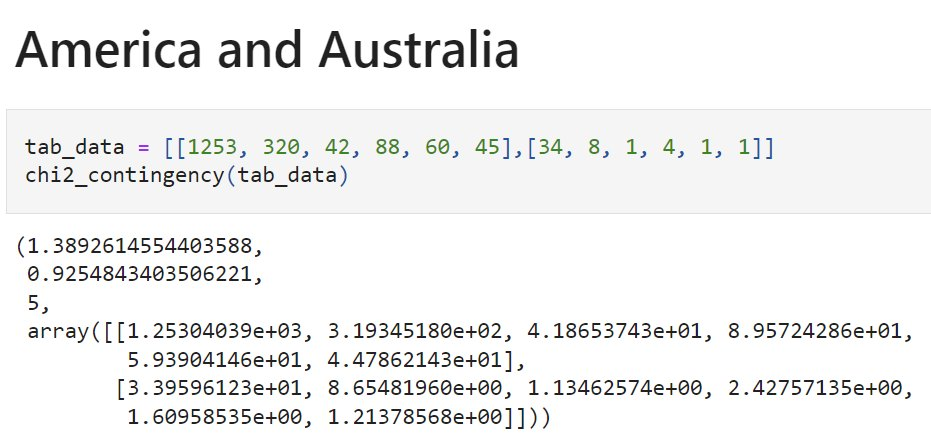 America and Australia
tab_data = [[1253, 320, 42, 88, 60, 45],[34, 8, 1, 4, 1, 1]]
chi2_contingency(tab_data)
(1.3892614554403588,
0.9254843403506221,
5,
array([[1.25304039e+03, 3.19345180e+02, 4.18653743e+01, 8.95724286e+01,
5.93904146e+01, 4.47862143e+01],
[3.39596123e+01, 8.65481960e+00, 1.13462574e+00, 2.42757135e+00,
1.60958535e+00, 1.21378568e+00]]))